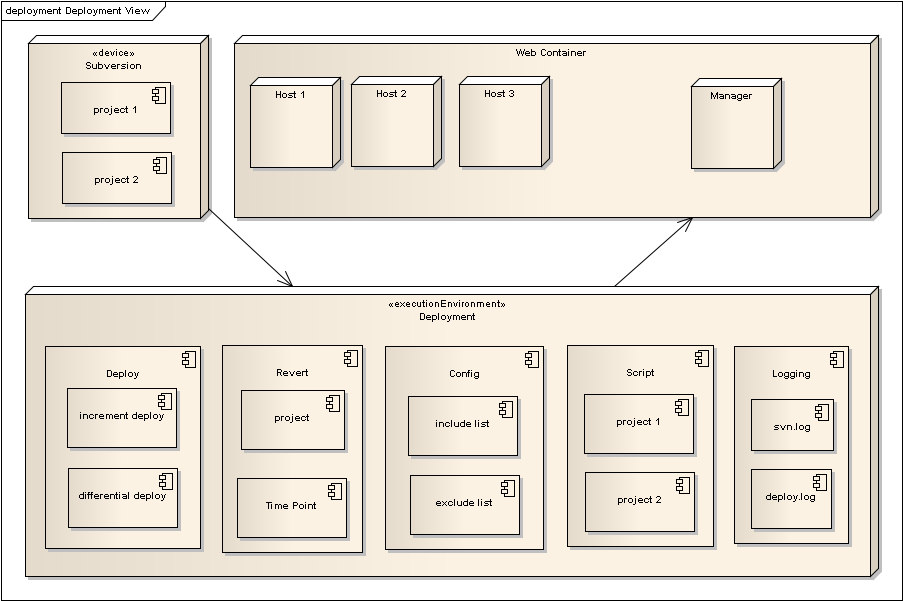 deployment Deployment View
«device»
Subversion
project 1
project 2
Web Container
Host 1
Host 2
Host 3
Manager
«executionEnvironment»
Deployment
Deploy
increment deploy
differential deploy
Revert
project
Time Point
Config
include list
exclude list
Script
project 1
project 2
Logging
svn.log
deploy.log